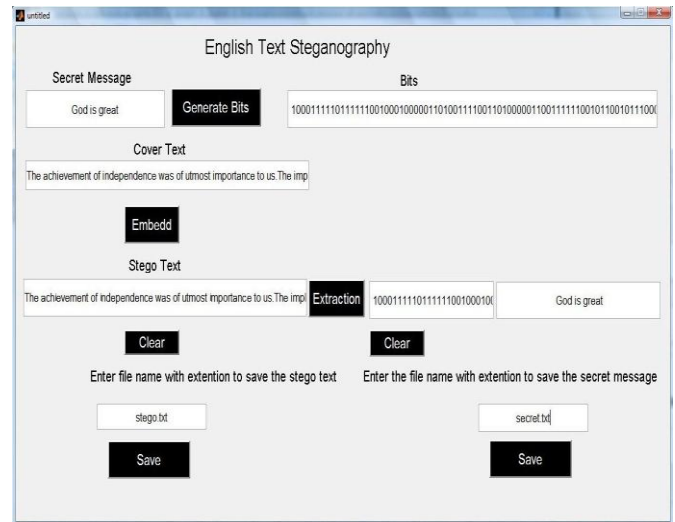 untitled
English Text Steganography
Secret Message Bits
God is great Generate Bits 100011111011111100100010000011010011110011010000011001111110010110010111000
Cover Text
The achievement of independence was of utmost importance to us.The imp
Embedd
Stego Text
The achievement of independence was of utmost importance to us.The impl Extraction 1000111110111111001000100 God is great
Clear Clear
Enter file name with extention to save the stego text Enter the file name with extention to save the secret message
stego.txt secret.txt
Save Save